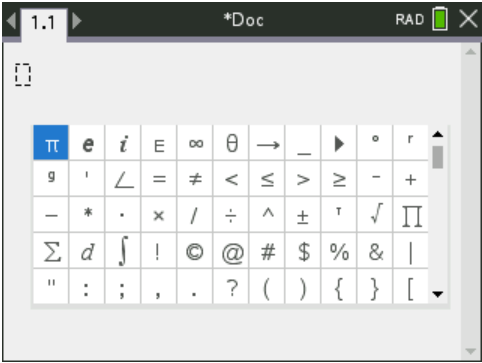 1.1 *Doc RAD
π e i E ∞ θ → _ ▶ ° ʳ
ᵍ ' ∠ = ≠ < ≤ > ≥ ⁻ +
− * · × / ÷ ^ ± ᵀ √ ∏
∑ d ∫ ! © @ # $ % & |
" : ; , . ? ( ) { } [